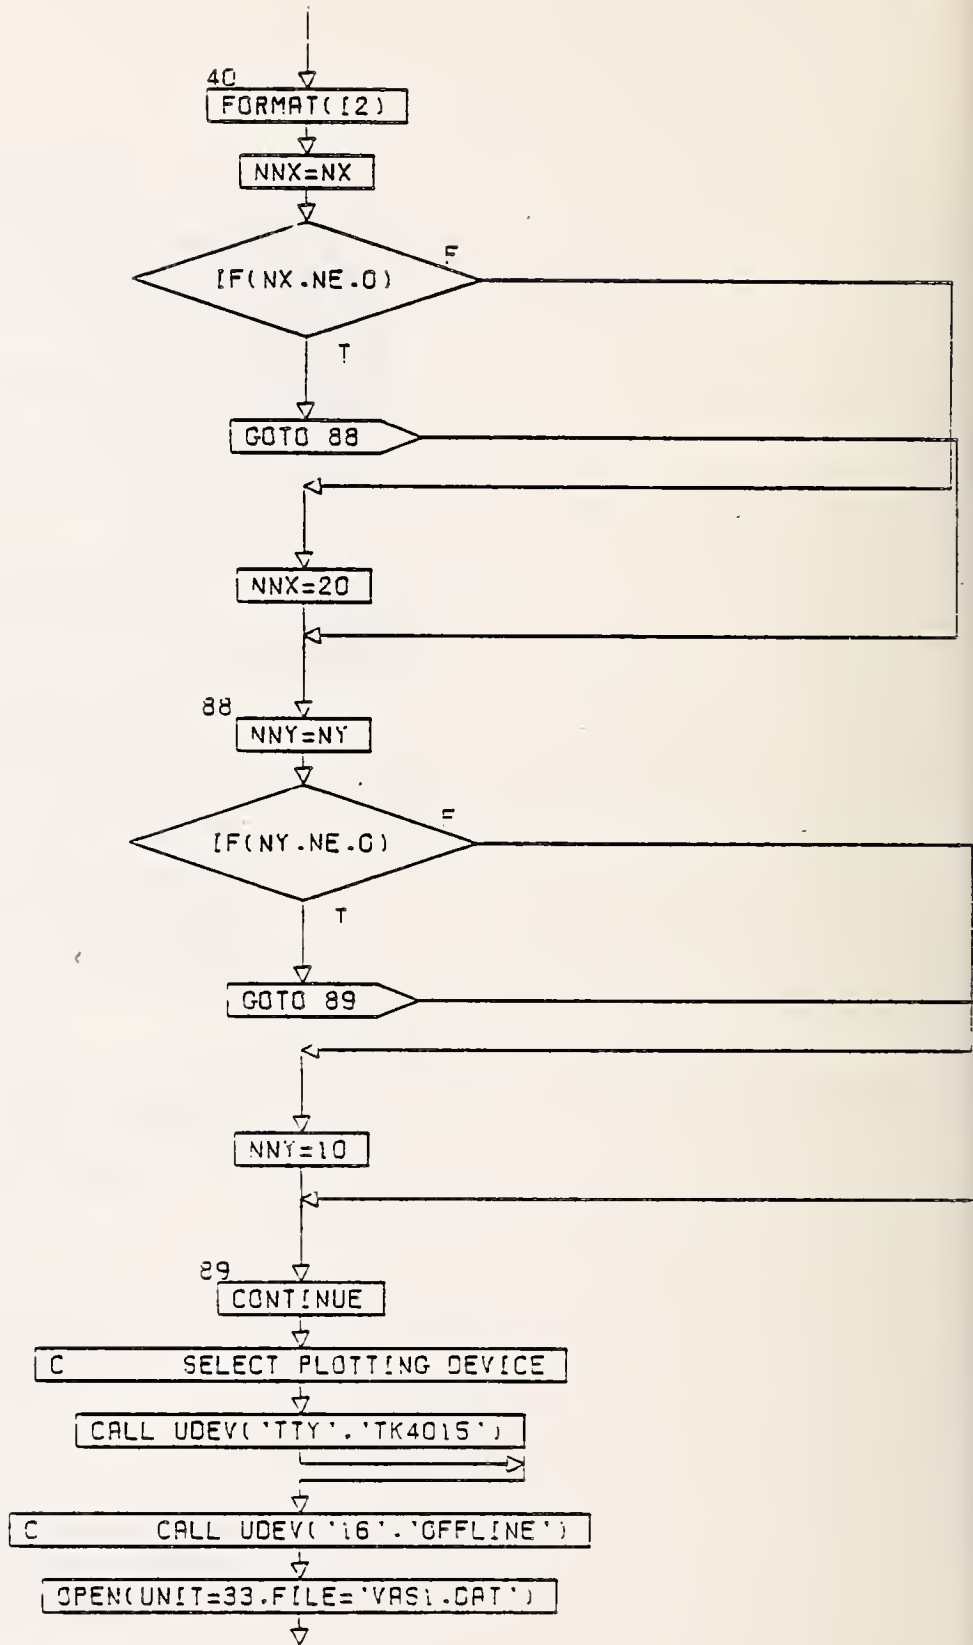 40
FORMAT(I2)
NNX=NX
IF(NX.NE.0)
F
T
GOTO 88
NNX=20
88
NNY=NY
IF(NY.NE.0)
F
T
GOTO 89
NNY=10
89
CONTINUE
C SELECT PLOTTING DEVICE
CALL UDEV('TTY','TK4015')
C CALL UDEV('16','OFFLINE')
OPEN(UNIT=33,FILE='VAS1.DAT')